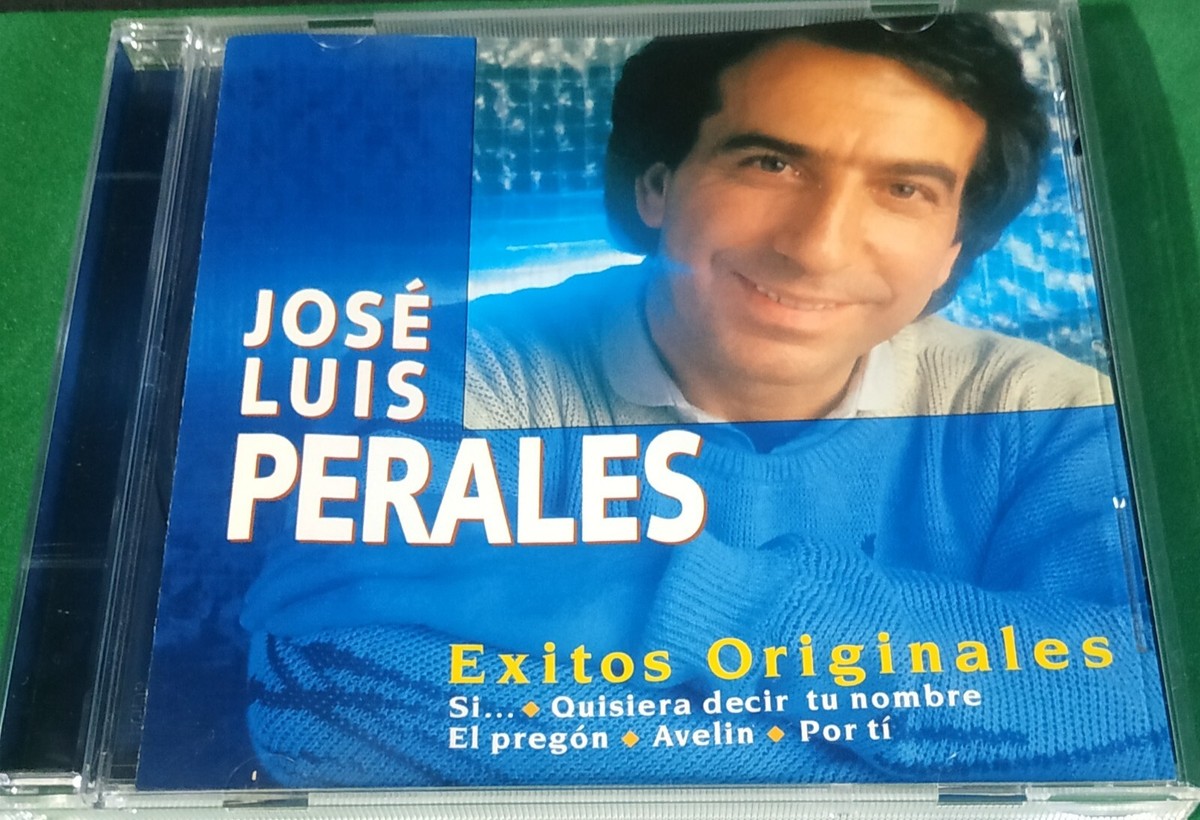 JOSÉ
LUIS
PERALES
Exitos Originales
Si... ◆ Quisiera decir tu nombre
El pregón ◆ Avelin ◆ Por tí